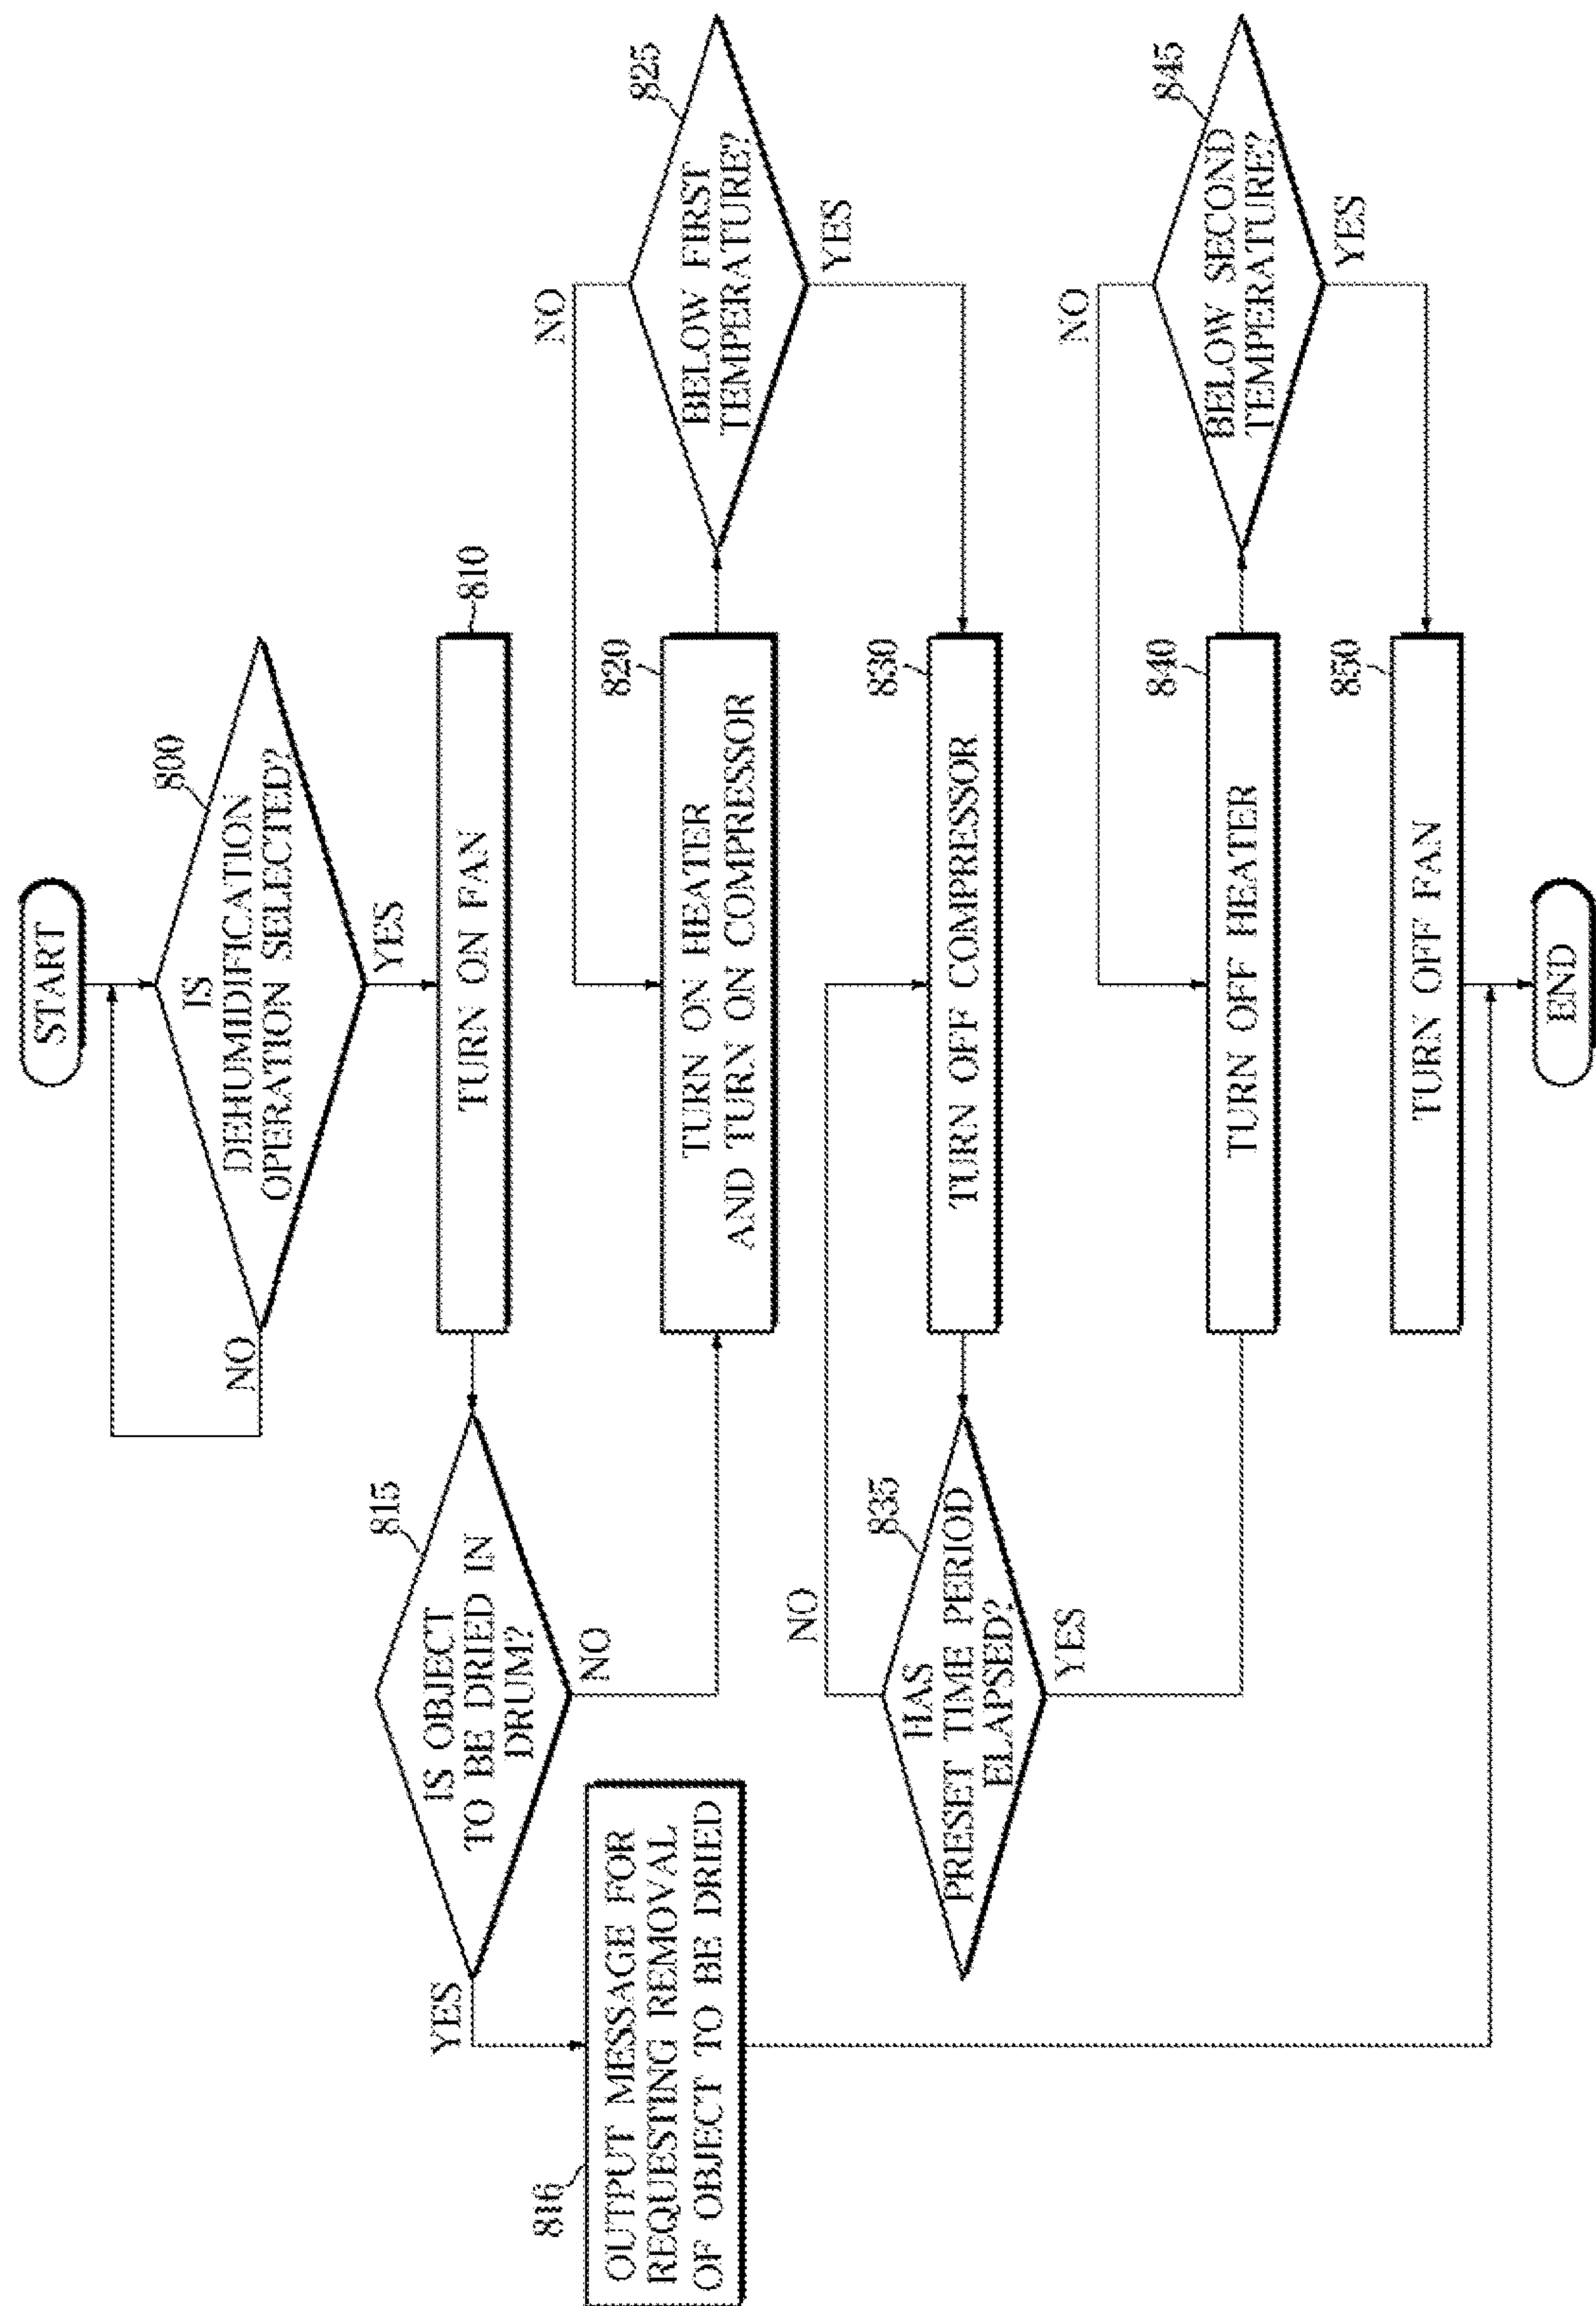 START
800
IS
DEHUMIDIFICATION
OPERATION SELECTED?
NO
YES
TURN ON FAN
810
815
IS OBJECT
TO BE DRIED IN
DRUM?
YES
NO
816
OUTPUT MESSAGE FOR
REQUESTING REMOVAL
OF OBJECT TO BE DRIED
820
TURN ON HEATER
AND TURN ON COMPRESSOR
825
BELOW FIRST
TEMPERATURE?
NO
YES
830
TURN OFF COMPRESSOR
835
HAS
PRESET TIME PERIOD
ELAPSED?
NO
YES
840
TURN OFF HEATER
845
BELOW SECOND
TEMPERATURE?
NO
YES
850
TURN OFF FAN
END